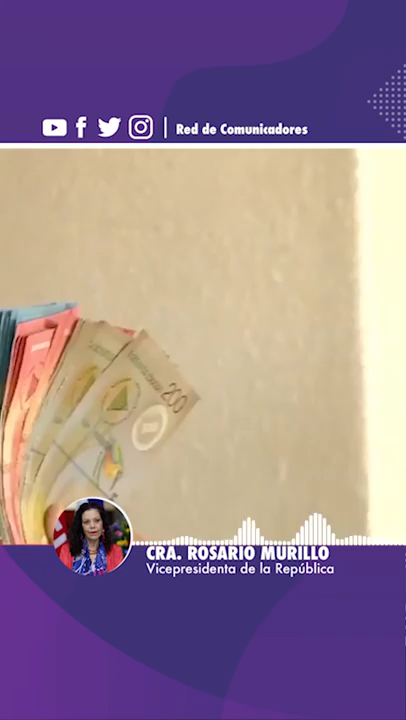 Red de Comunicadores
200
CRA. ROSARIO MURILLO
Vicepresidenta de la República